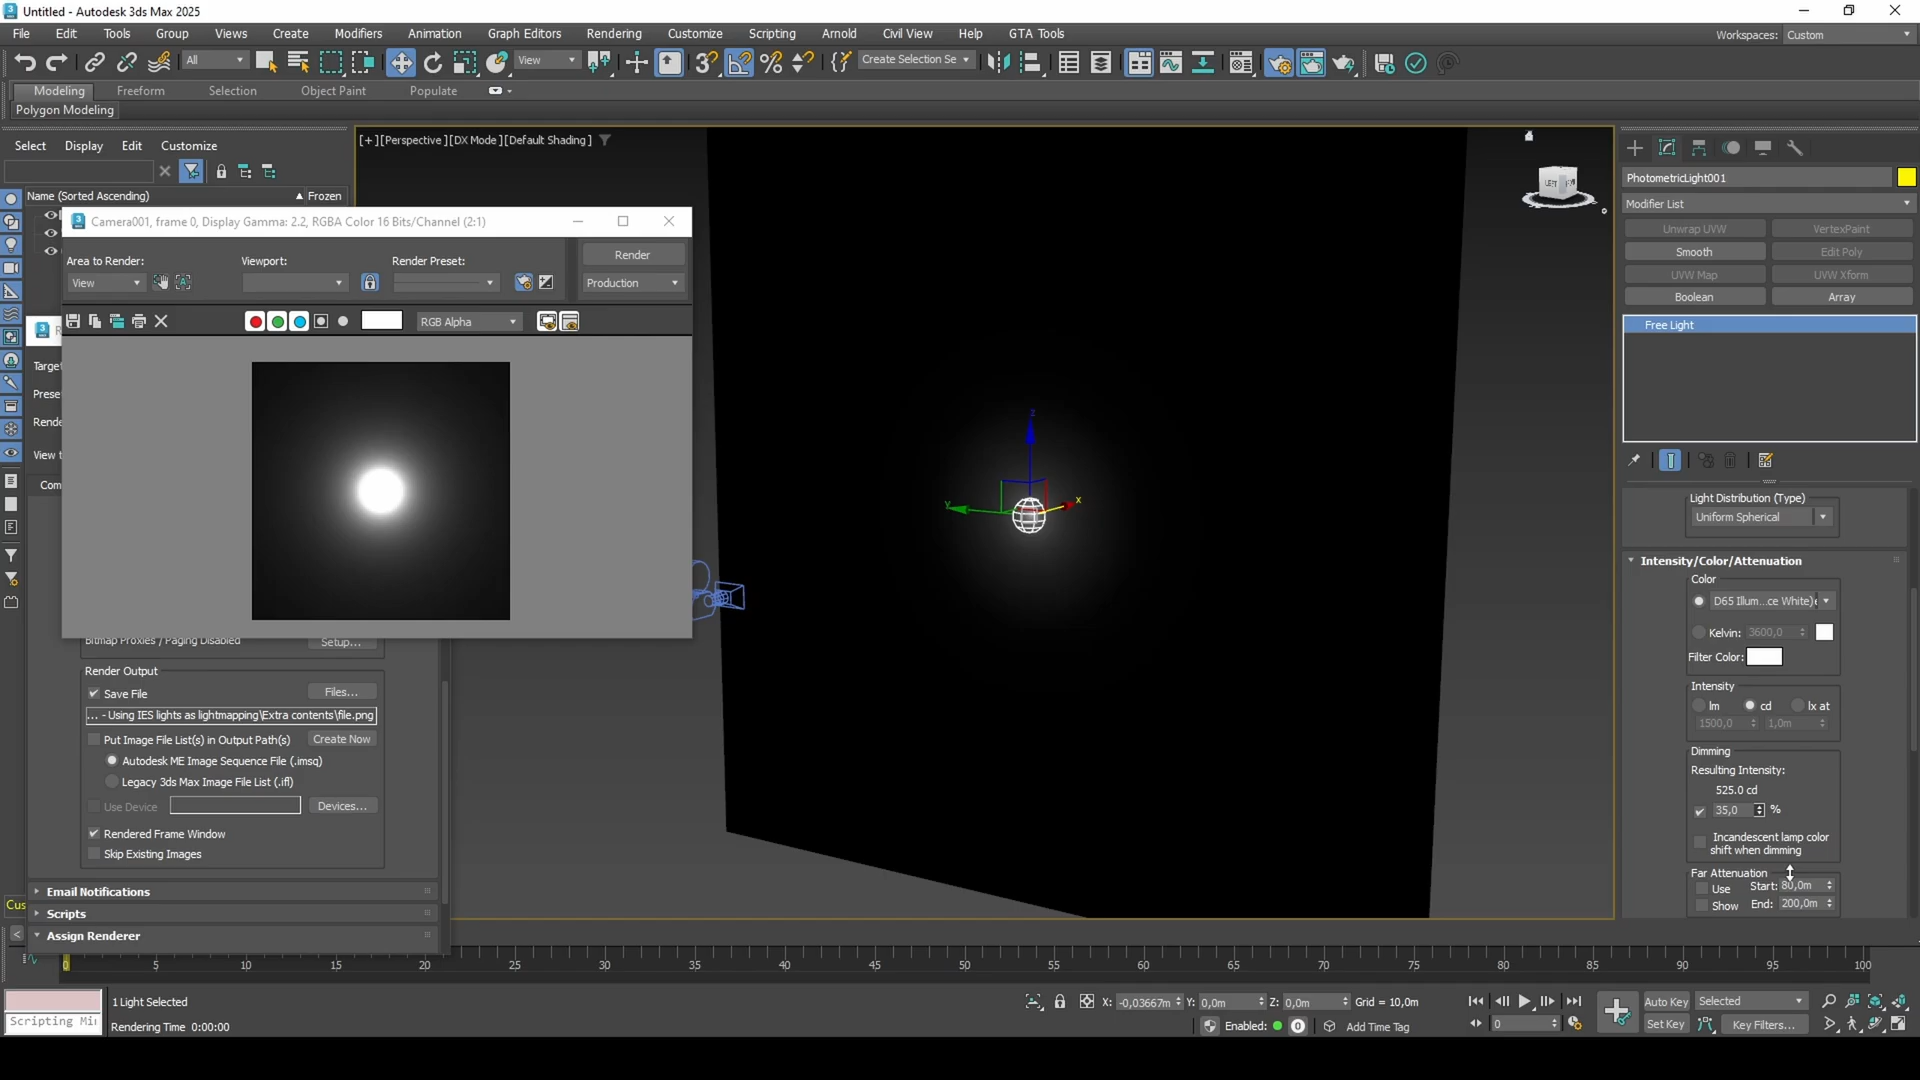 Untitled - Autodesk 3ds Max 2025
File Edit Tools Group Views Create Modifiers Animation Graph Editors Rendering Customize Scripting Arnold Civil View Help GTA Tools
Workspaces: Custom
All View Create Selection Se
Modeling Freeform Selection Object Paint Populate
Polygon Modeling
Select Display Edit Customize
[+][Perspective][DX Mode][Default Shading]
LEFT
PhotometricLight001
Name (Sorted Ascending) Frozen
Modifier List
Camera001, frame 0, Display Gamma: 2.2, RGBA Color 16 Bits/Channel (2:1)
Unwrap UVW VertexPaint
Smooth Edit Poly
UVW Map UVW Xform
Boolean Array
Area to Render: Viewport: Render Preset: Render
View Production
RGB Alpha
Free Light
Targe
Prese
Rende
View t
Com
z
y
x
Light Distribution (Type)
Uniform Spherical
Intensity/Color/Attenuation
Color
D65 Illum...ce White)
Kelvin: 3600,0
Filter Color:
Intensity
lm cd lx at
1500,0 1,0m
Dimming
Resulting Intensity:
525.0 cd
35,0 %
Incandescent lamp color
shift when dimming
Far Attenuation
Use Start: 80,0m
Show End: 200,0m
Bitmap Proxies / Paging Disabled Setup...
Render Output
Save File Files...
... - Using IES lights as lightmapping\Extra contents\file.png
Put Image File List(s) in Output Path(s) Create Now
Autodesk ME Image Sequence File (.imsq)
Legacy 3ds Max Image File List (.ifl)
Use Device Devices...
Rendered Frame Window
Skip Existing Images
Email Notifications
Cus
Scripts
Assign Renderer
0 5 10 15 20 25 30 35 40 45 50 55 60 65 70 75 80 85 90 95 100
1 Light Selected
X: -0,03667m Y: 0,0m Z: 0,0m Grid = 10,0m
Auto Key Selected
Scripting Mi
Rendering Time 0:00:00
Enabled: 0 Add Time Tag
0
Set Key Key Filters...